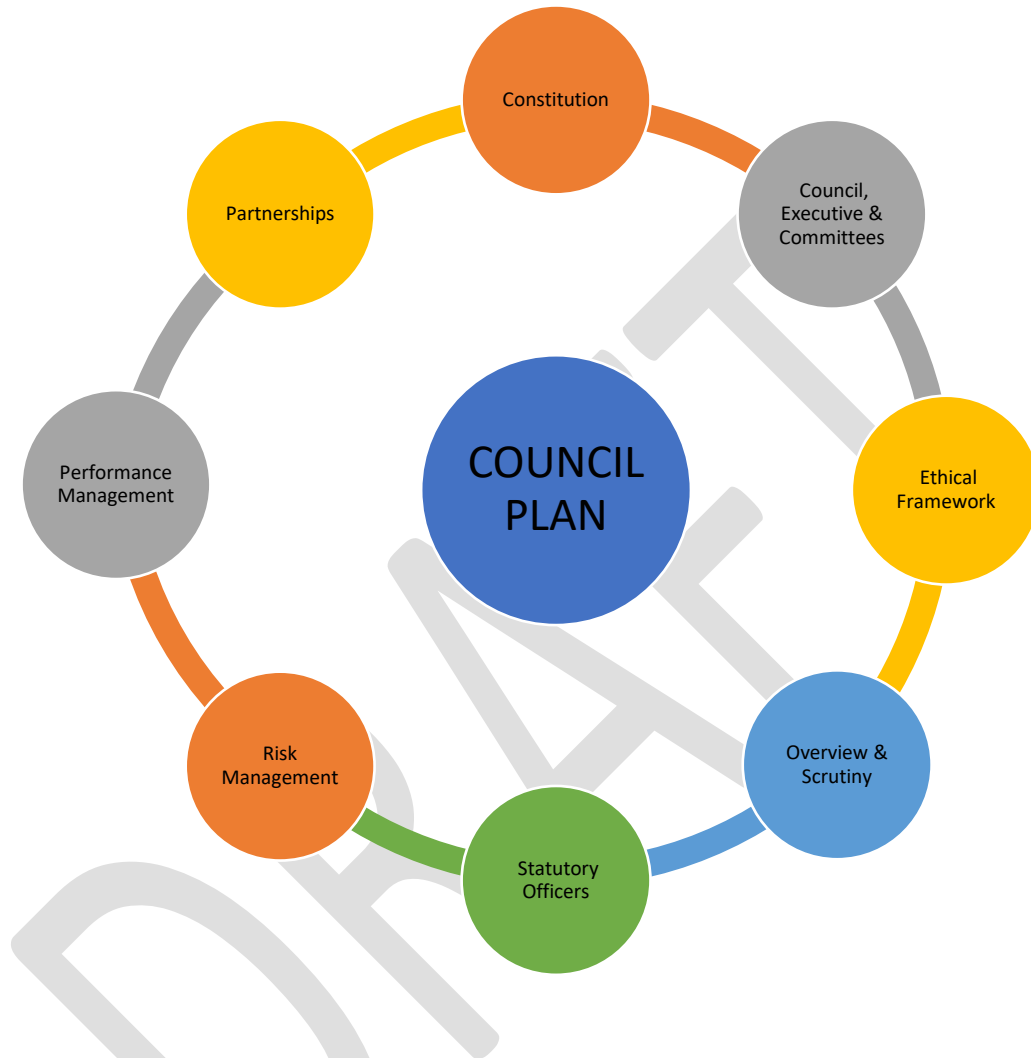 Constitution
Council,
Executive &
Committees
Ethical
Framework
Overview &
Scrutiny
Statutory
Officers
Risk
Management
Performance
Management
Partnerships
COUNCIL
PLAN
DRAFT